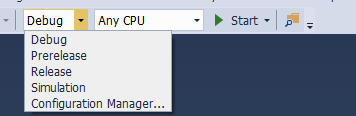 Debug Any CPU Start
Debug
Prerelease
Release
Simulation
Configuration Manager...